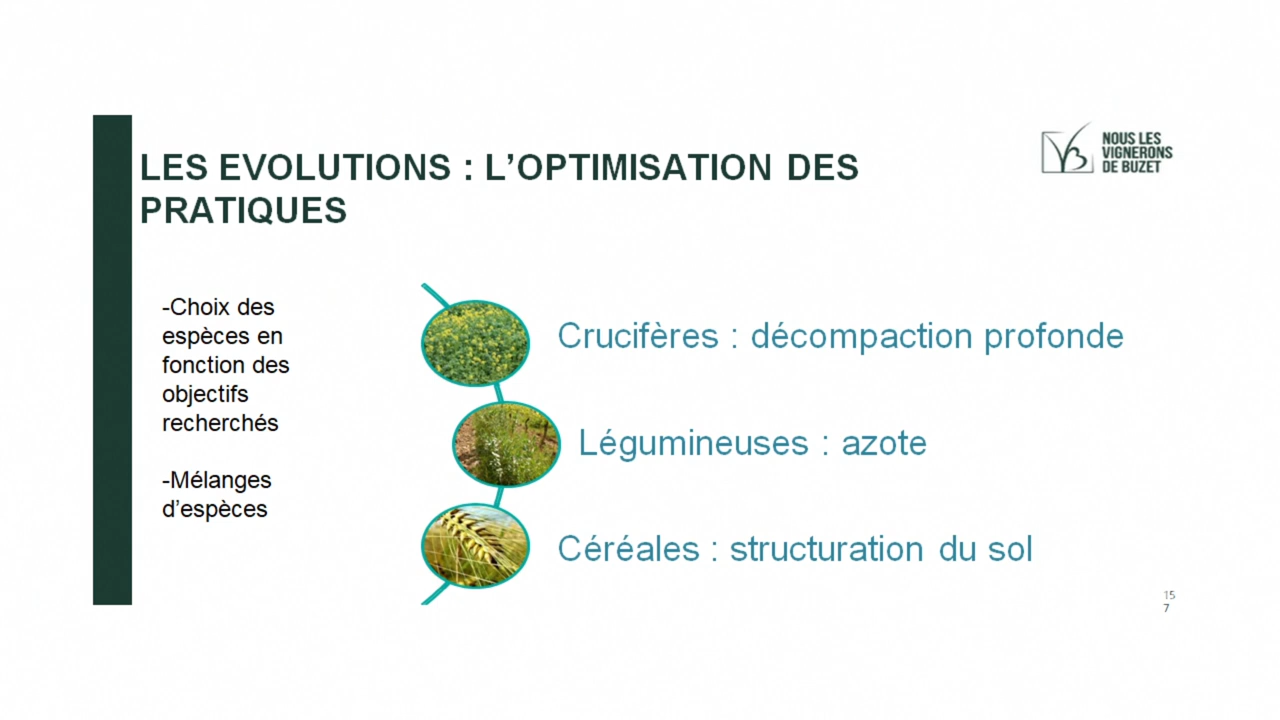 LES EVOLUTIONS : L’OPTIMISATION DES
PRATIQUES
NOUS LES
VIGNERONS
DE BUZET
-Choix des
espèces en
fonction des
objectifs
recherchés
-Mélanges
d’espèces
Crucifères : décompaction profonde
Légumineuses : azote
Céréales : structuration du sol
15
7